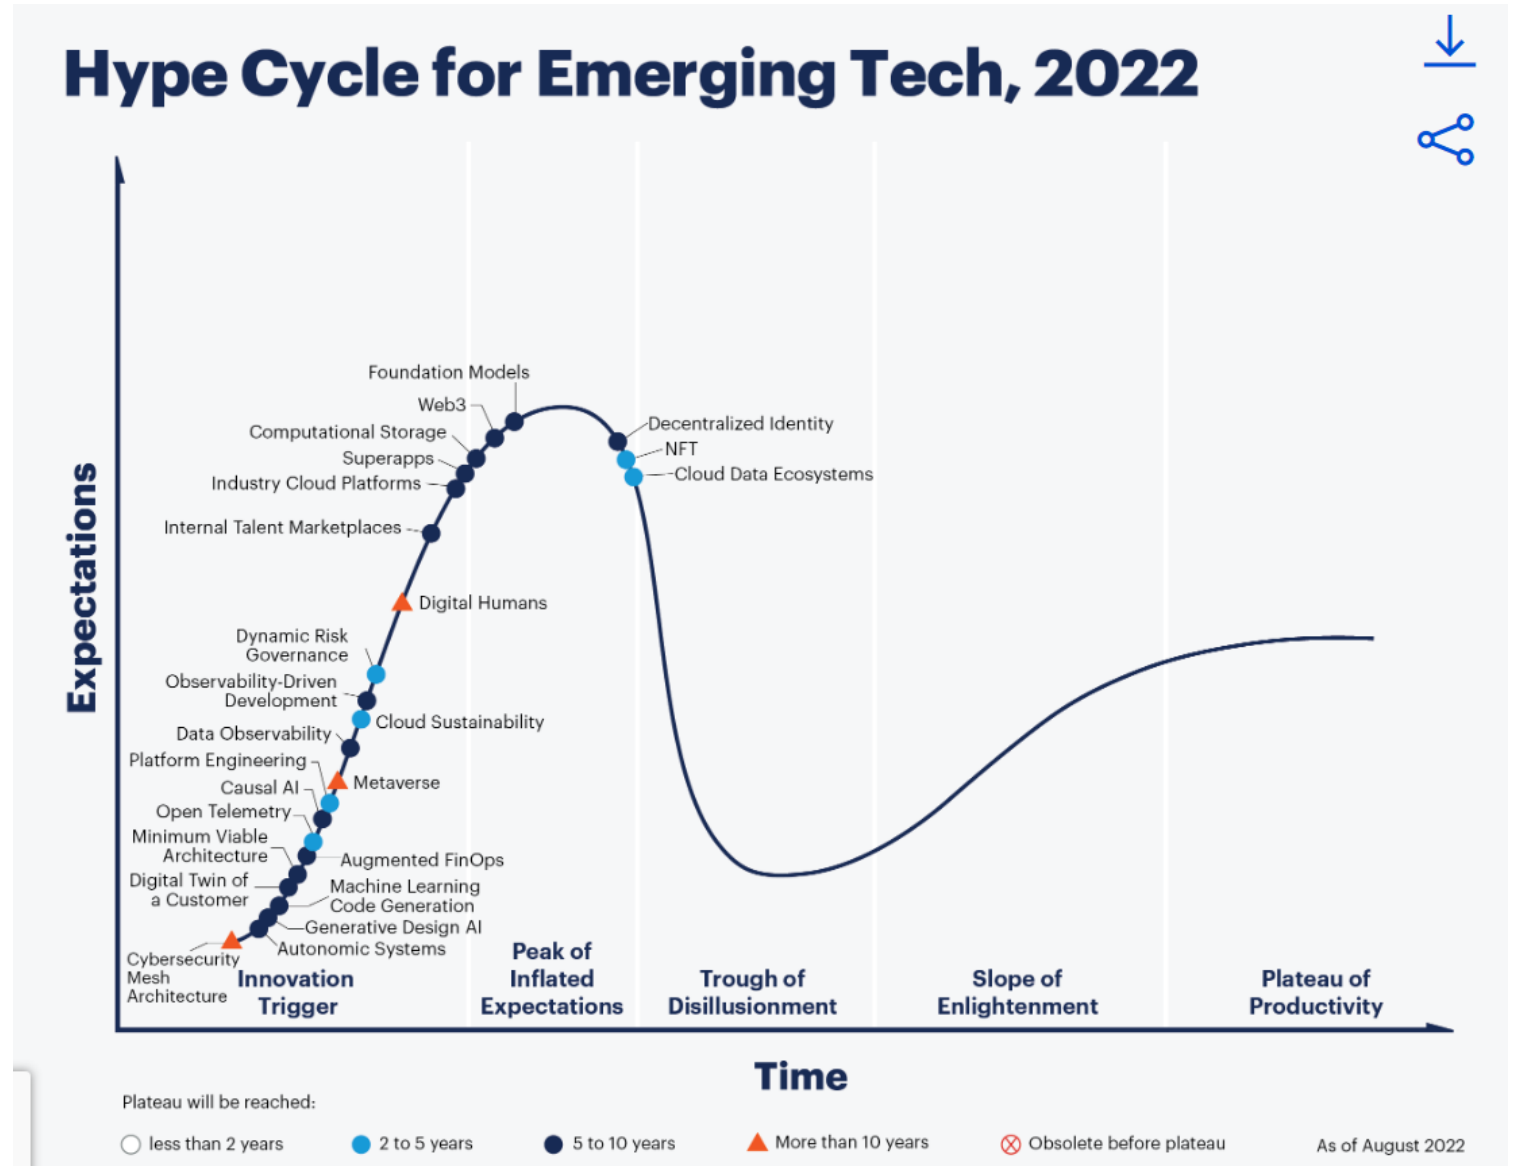 Hype Cycle for Emerging Tech, 2022
Expectations
Foundation Models
Web3
Computational Storage
Superapps
Industry Cloud Platforms
Internal Talent Marketplaces
Decentralized Identity
NFT
Cloud Data Ecosystems
Digital Humans
Dynamic Risk
Governance
Observability-Driven
Development
Cloud Sustainability
Data Observability
Platform Engineering
Metaverse
Causal AI
Open Telemetry
Minimum Viable
Architecture
Augmented FinOps
Digital Twin of
a Customer
Machine Learning
Code Generation
Generative Design AI
Autonomic Systems
Cybersecurity
Mesh
Architecture
Innovation
Trigger
Peak of
Inflated
Expectations
Trough of
Disillusionment
Slope of
Enlightenment
Plateau of
Productivity
Time
Plateau will be reached:
less than 2 years
2 to 5 years
5 to 10 years
More than 10 years
Obsolete before plateau
As of August 2022